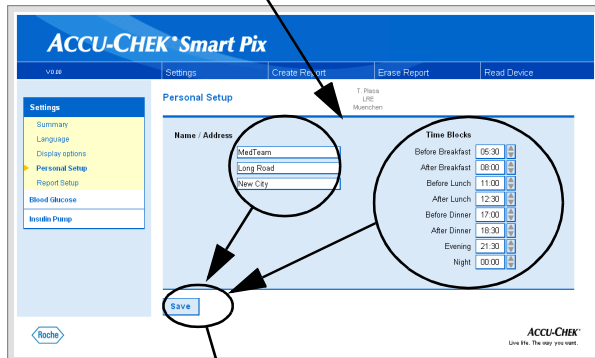 ACCU-CHEK® Smart Pix
V0.00
Settings Create Report Erase Report Read Device
Personal Setup
T. Plasa
LRE
Muenchen
Settings
Summary
Language
Display options
Personal Setup
Report Setup
Blood Glucose
Insulin Pump
Name / Address
MedTeam
Long Road
New City
Time Blocks
Before Breakfast 05:30
After Breakfast 08:00
Before Lunch 11:00
After Lunch 12:30
Before Dinner 17:00
After Dinner 18:30
Evening 21:30
Night 00:00
Save
Roche
ACCU-CHEK®
Live life. The way you want.